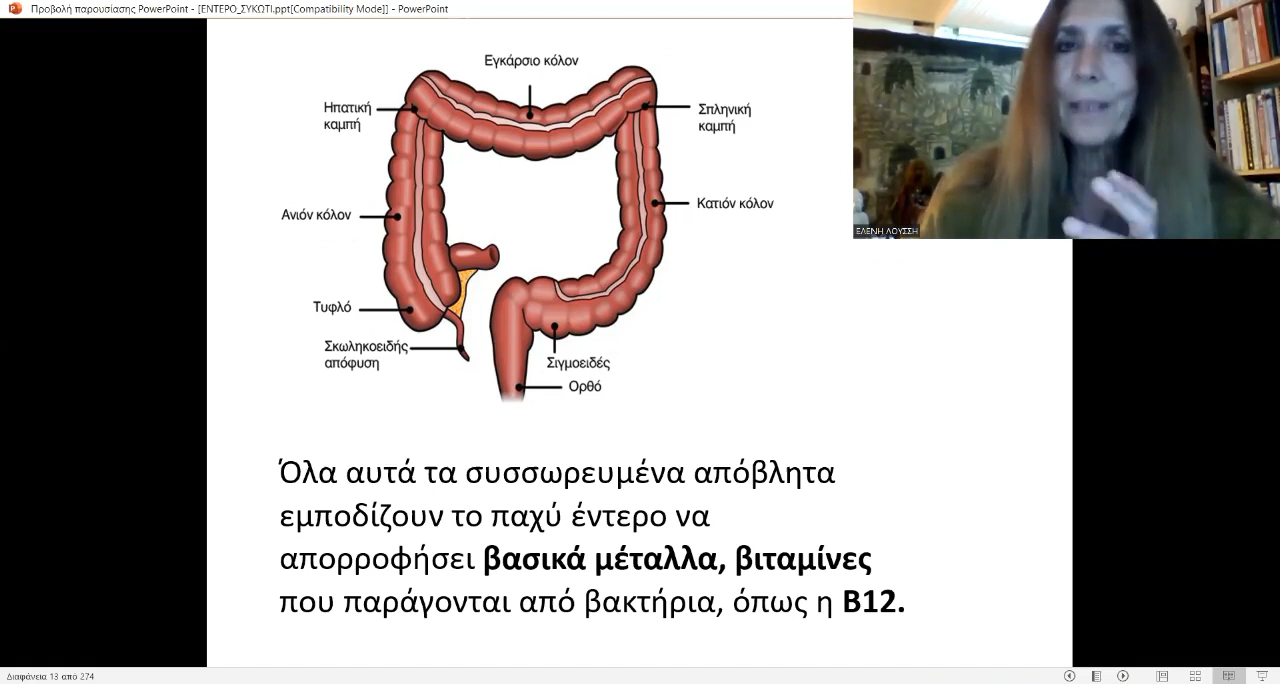 Προβολή παρουσίασης PowerPoint - [ΕΝΤΕΡΟ_ΣΥΚΩΤΙ.ppt[Compatibility Mode]] - PowerPoint
Εγκάρσιο κόλον
Ηπατική
καμπή
Σπληνική
καμπή
Ανιόν κόλον
Κατιόν κόλον
ΕΛΕΝΗ ΛΟΥΣΣΗ
Τυφλό
Σκωληκοειδής
απόφυση
Σιγμοειδές
Ορθό
Όλα αυτά τα συσσωρευμένα απόβλητα
εμποδίζουν το παχύ έντερο να
απορροφήσει βασικά μέταλλα, βιταμίνες
που παράγονται από βακτήρια, όπως η Β12.
Διαφάνεια 13 από 274